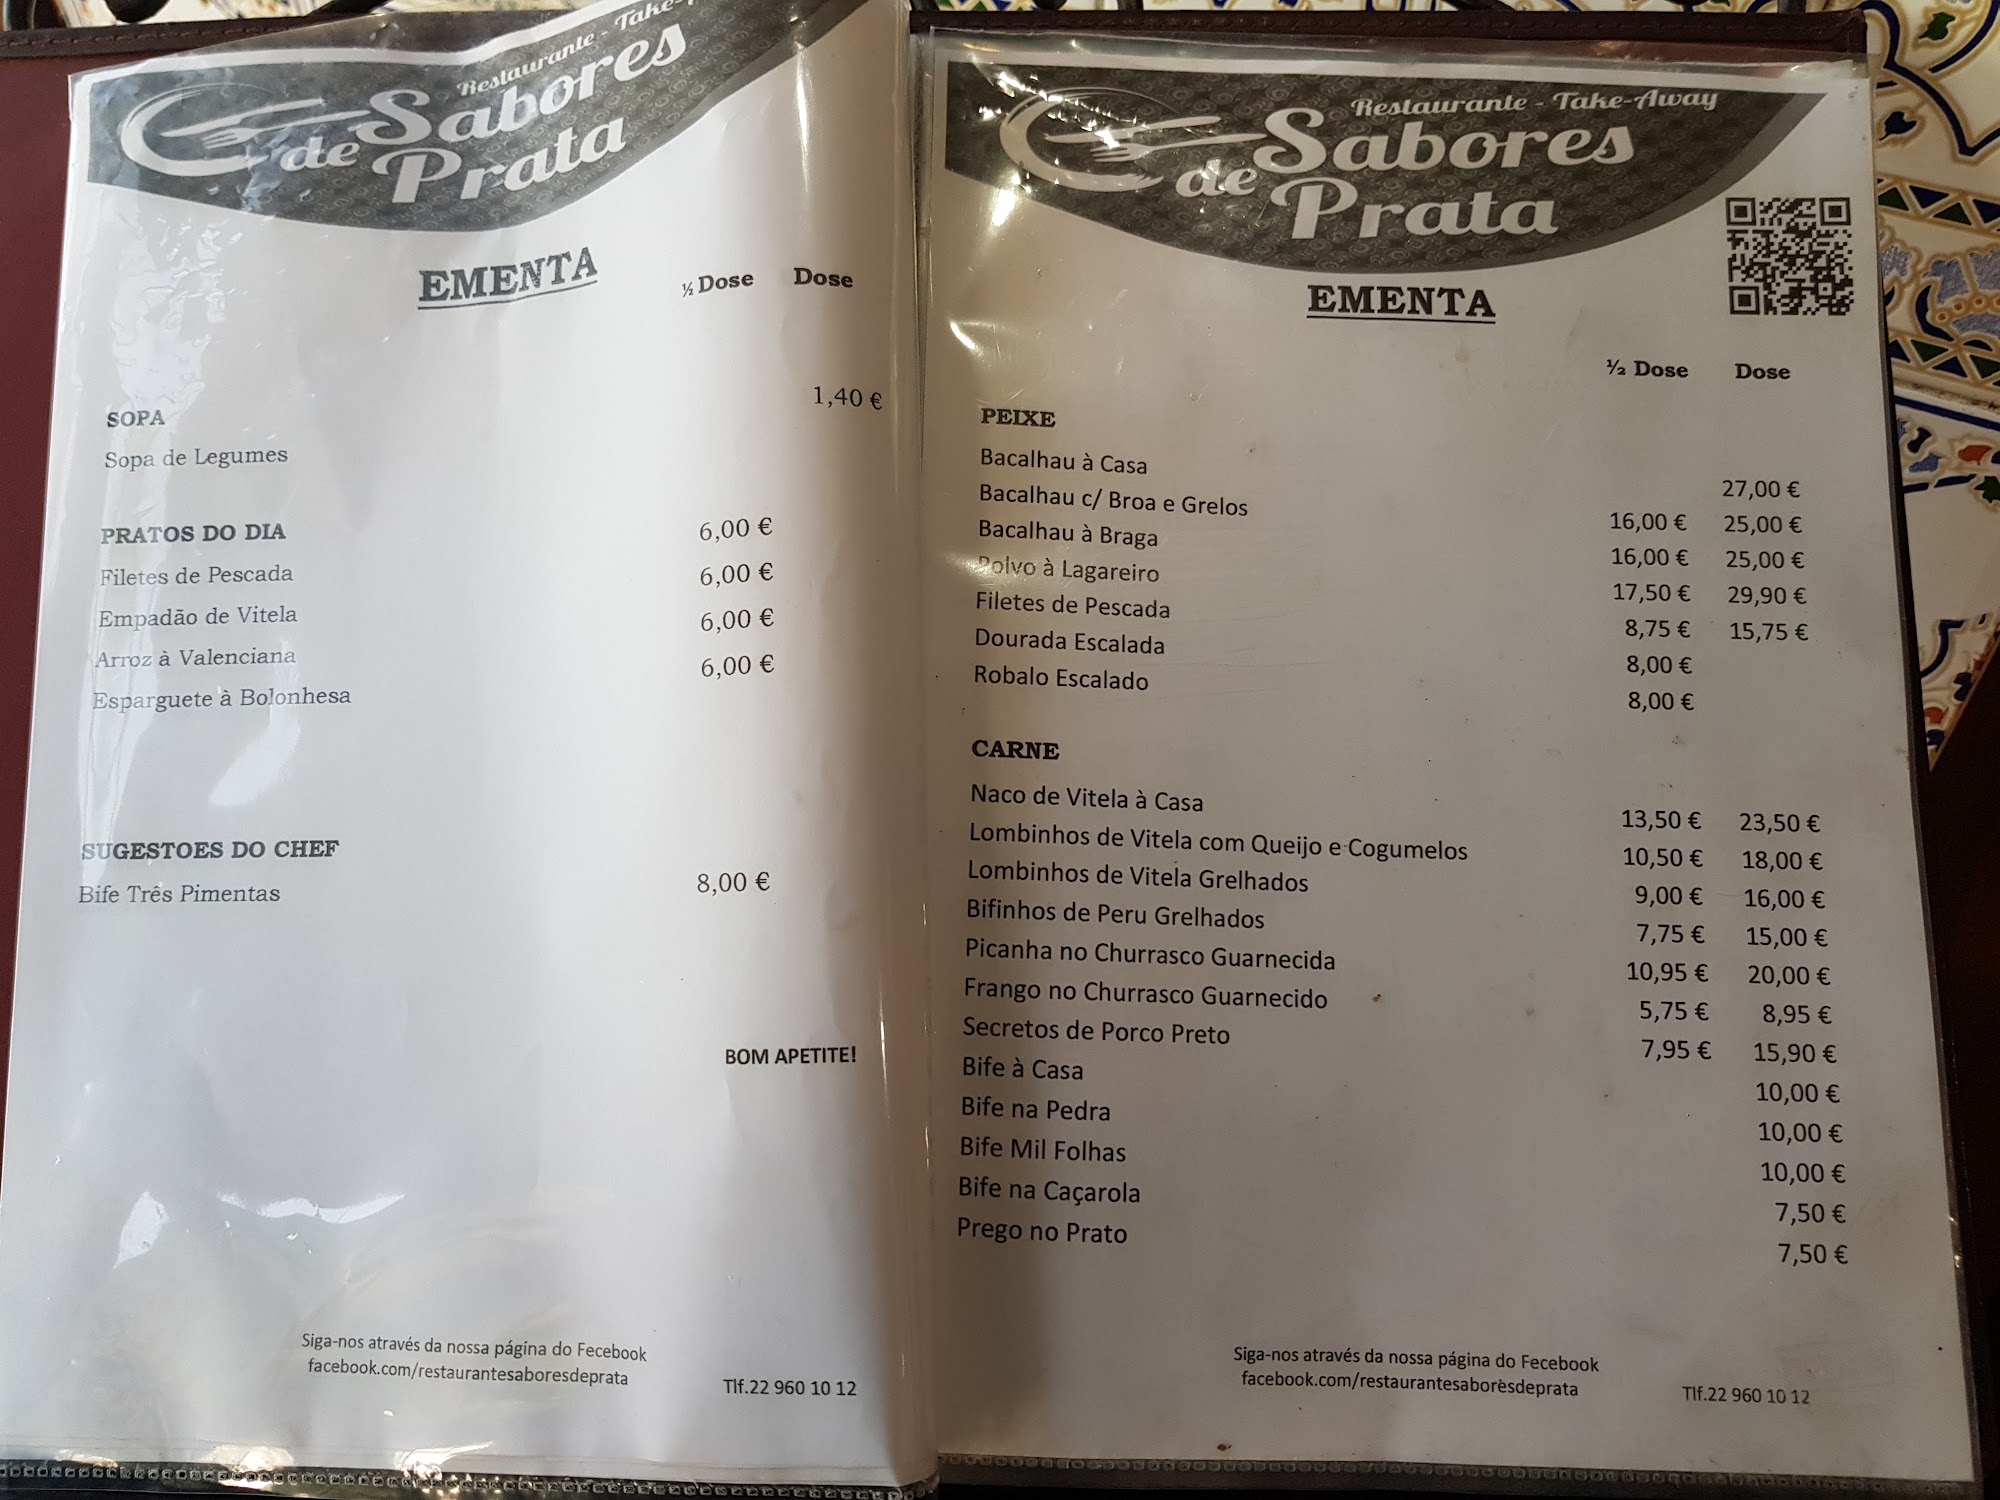 Restaurante - Take-
Sabores
de Prata
EMENTA
½ Dose Dose
SOPA
Sopa de Legumes 1,40 €
PRATOS DO DIA
Filetes de Pescada 6,00 €
Empadão de Vitela 6,00 €
Arroz à Valenciana 6,00 €
Esparguete à Bolonhesa 6,00 €
SUGESTOES DO CHEF
Bife Três Pimentas 8,00 €
BOM APETITE!
Siga-nos através da nossa página do Fecebook
facebook.com/restaurantesaboresdeprata
Tlf.22 960 10 12
Restaurante - Take-Away
Sabores
de Prata
EMENTA
½ Dose Dose
PEIXE
Bacalhau à Casa 27,00 €
Bacalhau c/ Broa e Grelos 16,00 € 25,00 €
Bacalhau à Braga 16,00 € 25,00 €
Polvo à Lagareiro 17,50 € 29,90 €
Filetes de Pescada 8,75 € 15,75 €
Dourada Escalada 8,00 €
Robalo Escalado 8,00 €
CARNE
Naco de Vitela à Casa 13,50 € 23,50 €
Lombinhos de Vitela com Queijo e Cogumelos 10,50 € 18,00 €
Lombinhos de Vitela Grelhados 9,00 € 16,00 €
Bifinhos de Peru Grelhados 7,75 € 15,00 €
Picanha no Churrasco Guarnecida 10,95 € 20,00 €
Frango no Churrasco Guarnecido 5,75 € 8,95 €
Secretos de Porco Preto 7,95 € 15,90 €
Bife à Casa 10,00 €
Bife na Pedra 10,00 €
Bife Mil Folhas 10,00 €
Bife na Caçarola 7,50 €
Prego no Prato 7,50 €
Siga-nos através da nossa página do Fecebook
facebook.com/restaurantesaboresdeprata
Tlf.22 960 10 12